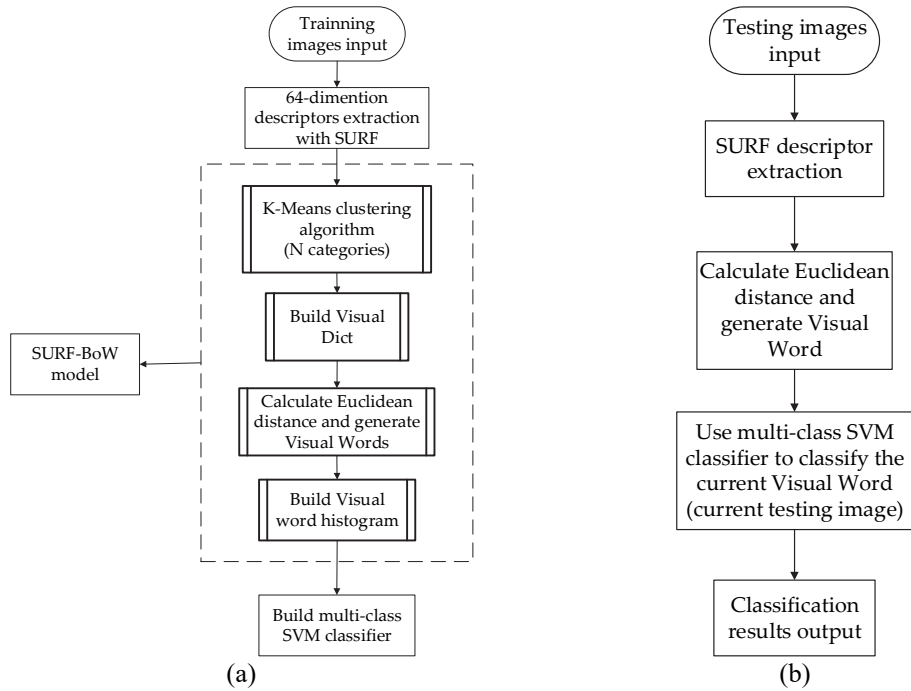 Trainning
images input
64-dimention
descriptors extraction
with SURF
K-Means clustering
algorithm
(N categories)
Build Visual
Dict
SURF-BoW
model
Calculate Euclidean
distance and generate
Visual Words
Build Visual
word histogram
Build multi-class
SVM classifier
(a)
Testing images
input
SURF descriptor
extraction
Calculate Euclidean
distance and
generate Visual
Word
Use multi-class SVM
classifier to classify the
current Visual Word
(current testing image)
Classification
results output
(b)